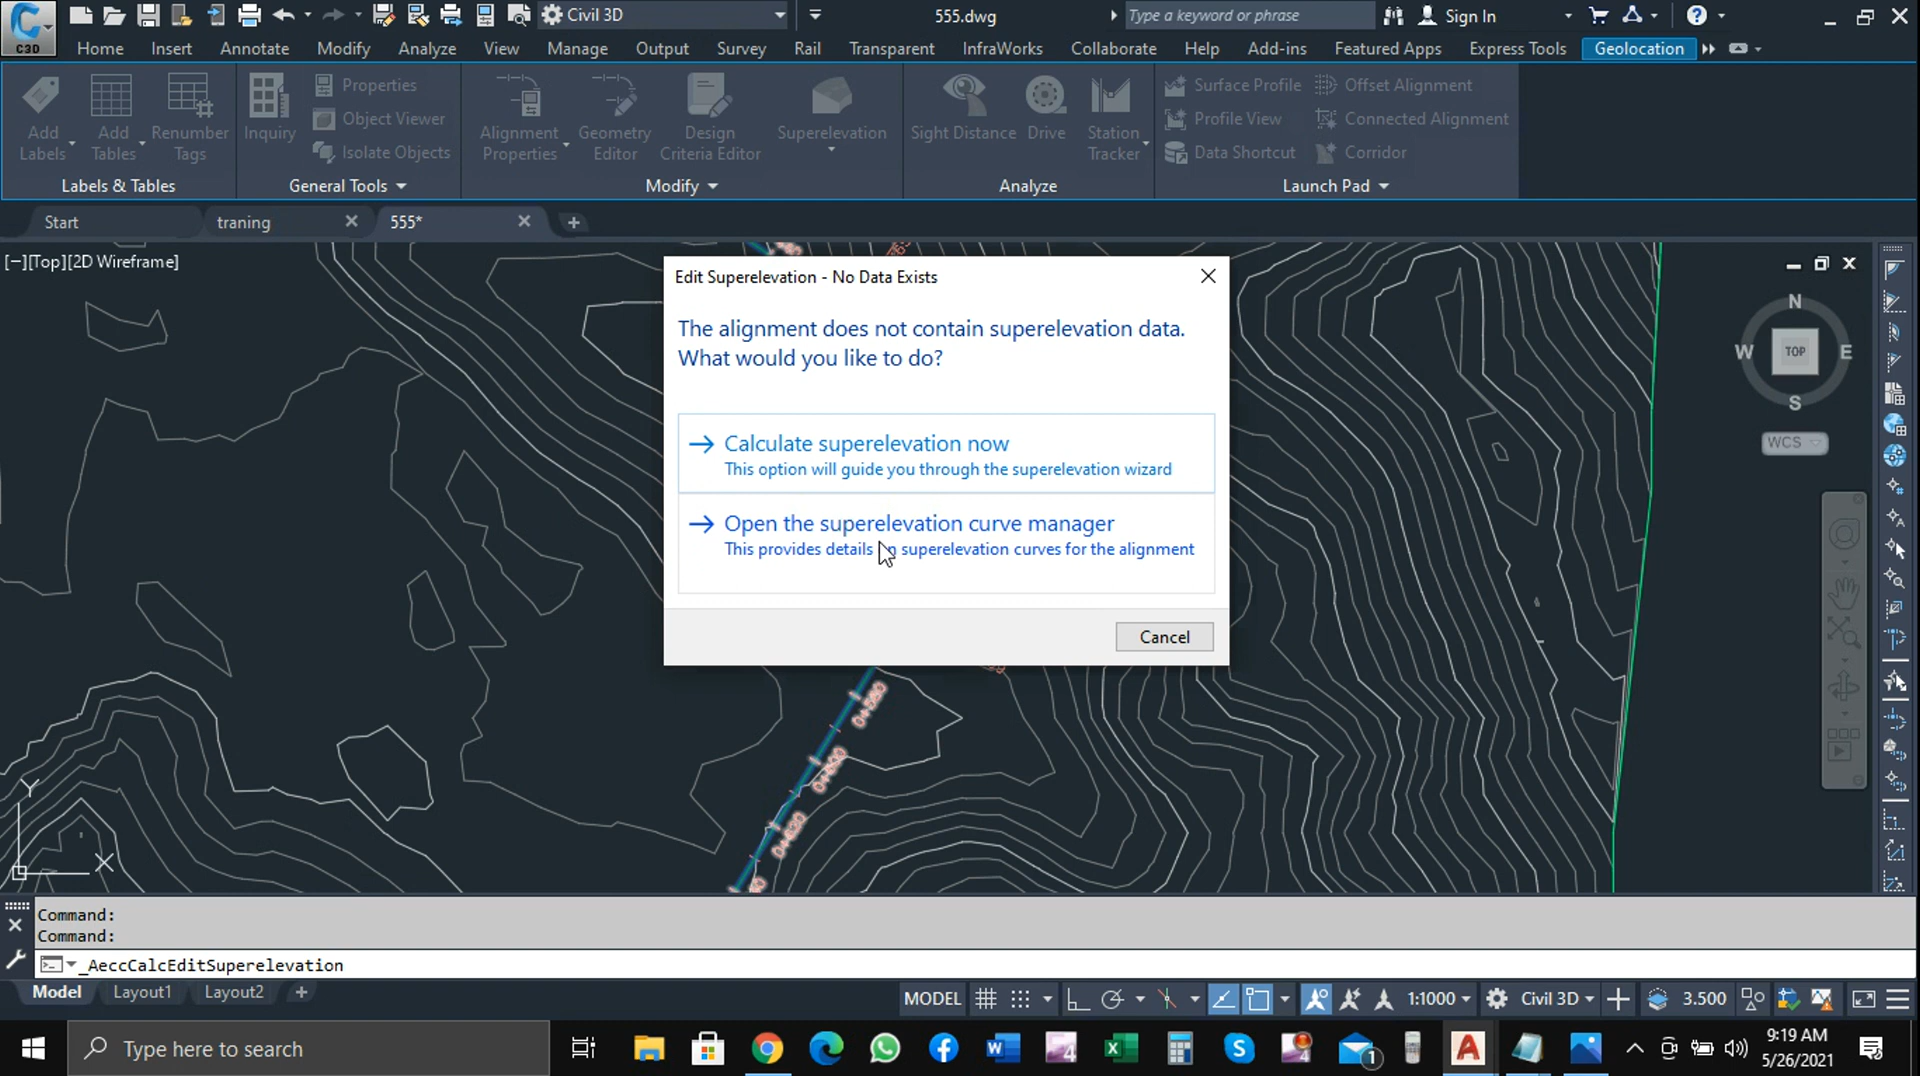 C3D
Civil 3D
555.dwg
Type a keyword or phrase
Sign In
Home Insert Annotate Modify Analyze View Manage Output Survey Rail Transparent InfraWorks Collaborate Help Add-ins Featured Apps Express Tools Geolocation
Add Labels
Add Tables
Renumber Tags
Labels & Tables
Inquiry
Properties
Object Viewer
Isolate Objects
General Tools
Alignment Properties
Geometry Editor
Design Criteria Editor
Superelevation
Modify
Sight Distance
Drive
Station Tracker
Analyze
Surface Profile
Profile View
Data Shortcut
Offset Alignment
Connected Alignment
Corridor
Launch Pad
Start
traning
555*
[−][Top][2D Wireframe]
Edit Superelevation - No Data Exists
The alignment does not contain superelevation data.
What would you like to do?
Calculate superelevation now
This option will guide you through the superelevation wizard
Open the superelevation curve manager
This provides details on superelevation curves for the alignment
Cancel
N
W TOP E
S
WCS
0+620
Y
X
Command:
Command:
_AeccCalcEditSuperelevation
Model Layout1 Layout2
MODEL
1:1000
Civil 3D
3.500
Type here to search
1
9:19 AM
5/26/2021